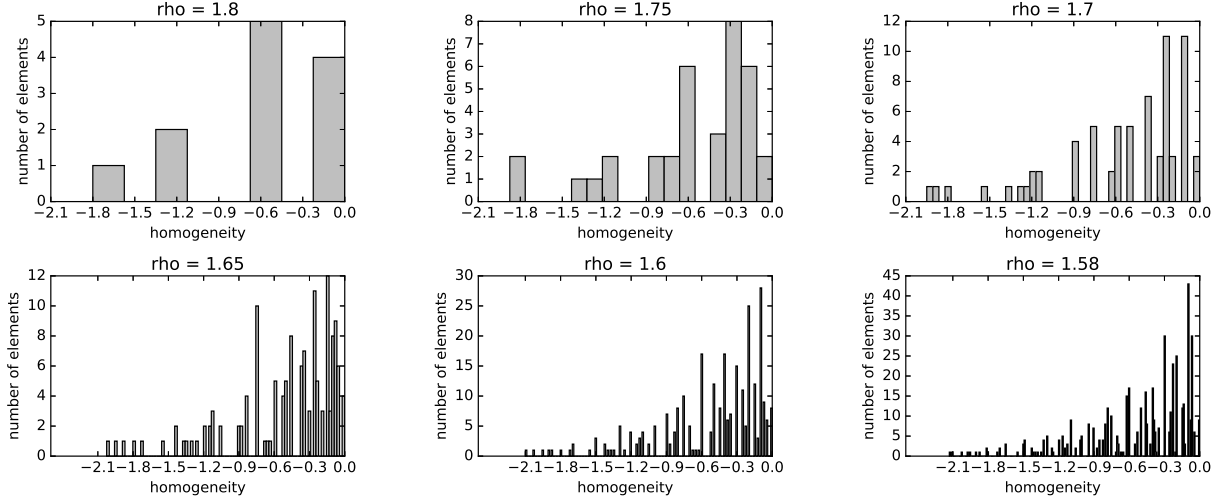 rho = 1.8
number of elements
5
4
3
2
1
0
−2.1 −1.8 −1.5 −1.2 −0.9 −0.6 −0.3 0.0
homogeneity
rho = 1.75
number of elements
8
7
6
5
4
3
2
1
0
−2.1 −1.8 −1.5 −1.2 −0.9 −0.6 −0.3 0.0
homogeneity
rho = 1.7
number of elements
12
10
8
6
4
2
0
−2.1 −1.8 −1.5 −1.2 −0.9 −0.6 −0.3 0.0
homogeneity
rho = 1.65
number of elements
12
10
8
6
4
2
0
−2.1−1.8−1.5−1.2−0.9−0.6−0.3 0.0
homogeneity
rho = 1.6
number of elements
30
25
20
15
10
5
0
−2.1−1.8−1.5−1.2−0.9−0.6−0.3 0.0
homogeneity
rho = 1.58
number of elements
45
40
35
30
25
20
15
10
5
0
−2.1−1.8−1.5−1.2−0.9−0.6−0.3 0.0
homogeneity